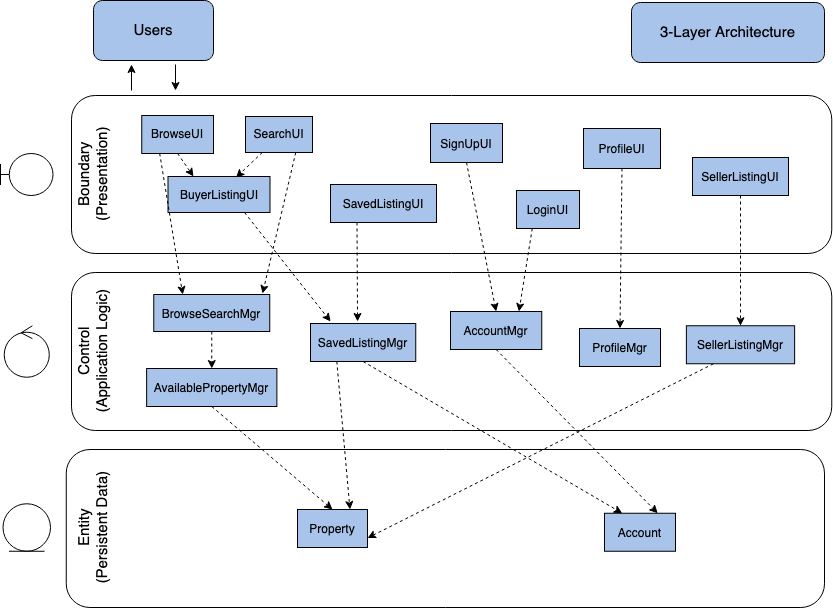 Users
3-Layer Architecture
Boundary
(Presentation)
BrowseUI
SearchUI
SignUpUI
ProfileUI
SellerListingUI
BuyerListingUI
SavedListingUI
LoginUI
Control
(Application Logic)
BrowseSearchMgr
SavedListingMgr
AccountMgr
ProfileMgr
SellerListingMgr
AvailablePropertyMgr
Entity
(Persistent Data)
Property
Account